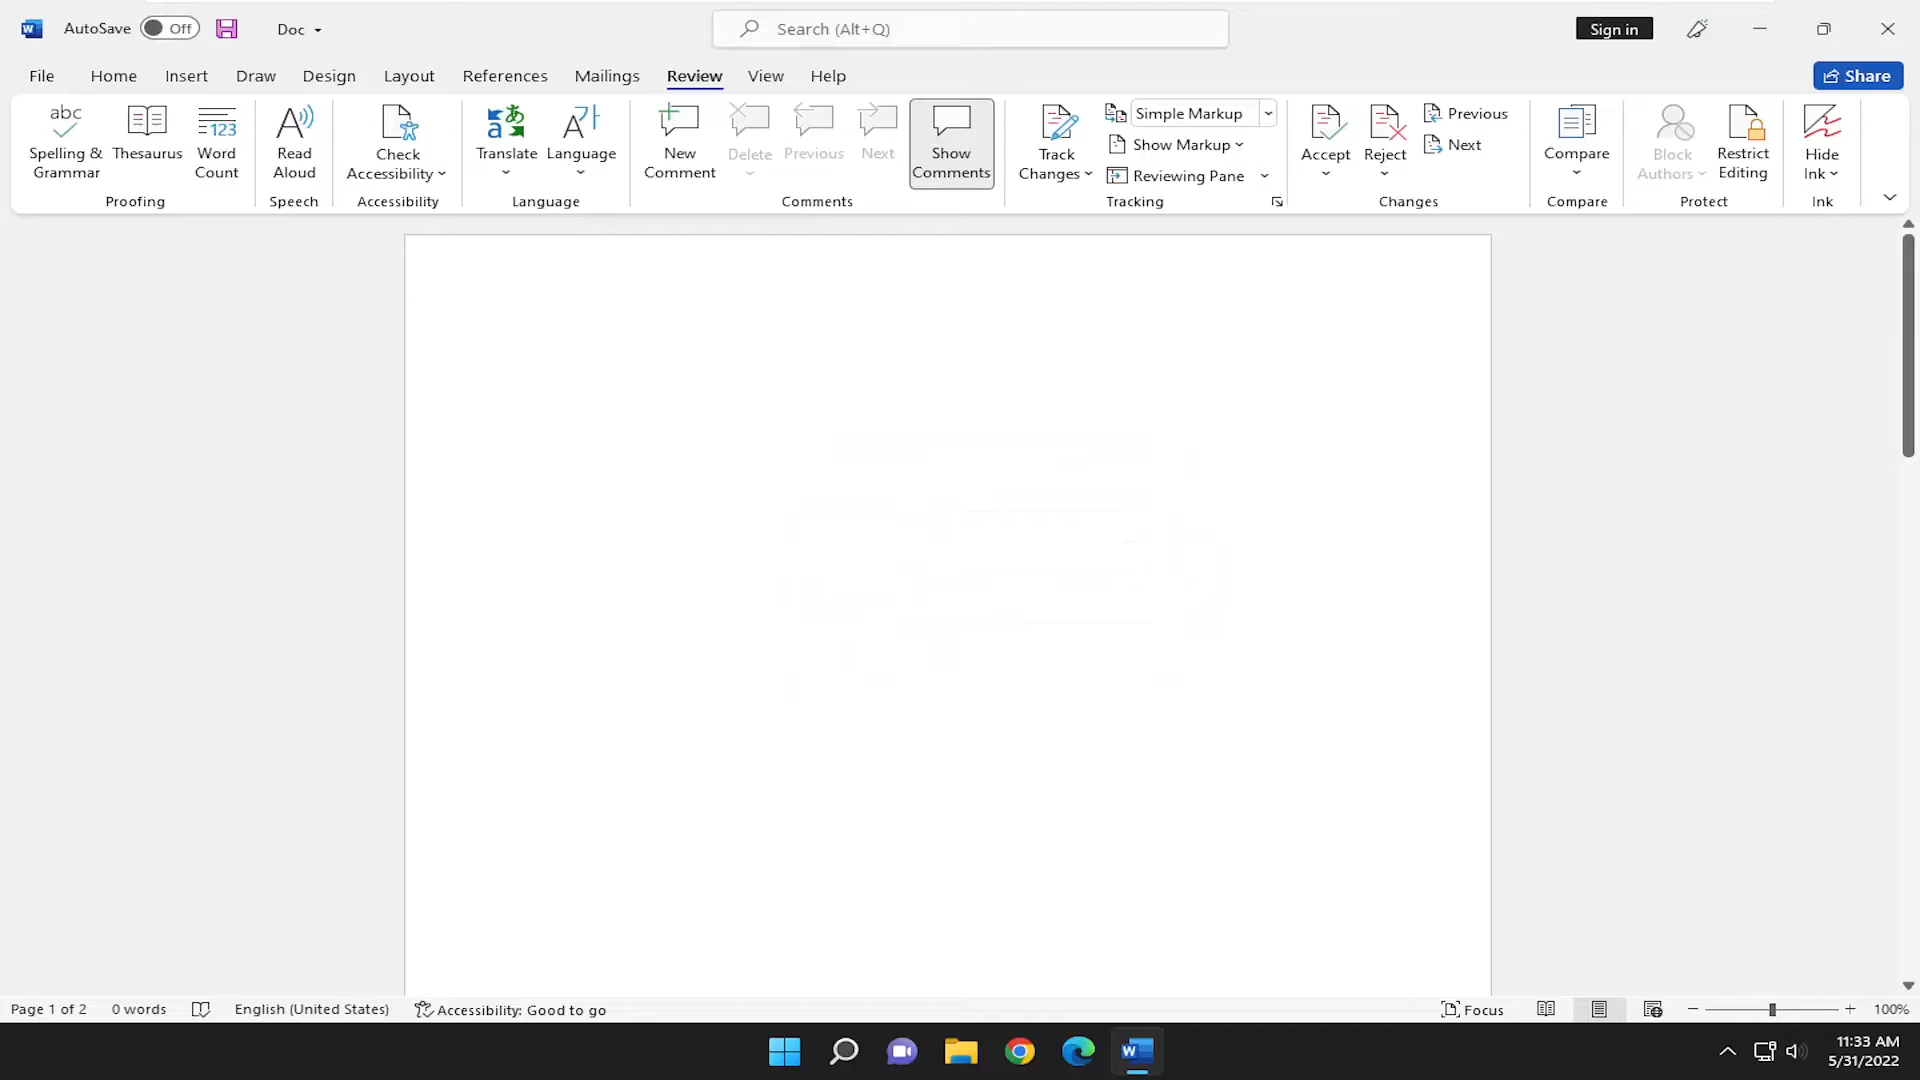 AutoSave Off Doc Search (Alt+Q) Sign in
File Home Insert Draw Design Layout References Mailings Review View Help Share
abc
Spelling &
Grammar
Thesaurus
123
Word
Count
Proofing
Read
Aloud
Speech
Check
Accessibility
Accessibility
Translate
Language
Language
New
Comment
Delete
Previous
Next
Show
Comments
Comments
Track
Changes
Simple Markup
Show Markup
Reviewing Pane
Tracking
Accept
Reject
Previous
Next
Changes
Compare
Compare
Block
Authors
Restrict
Editing
Protect
Hide
Ink
Ink
Page 1 of 2 0 words English (United States) Accessibility: Good to go Focus 100%
11:33 AM
5/31/2022